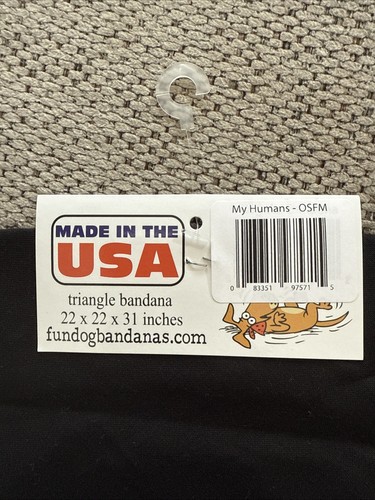 My Humans - OSFM
0 83351 97571 5
MADE IN THE
USA
triangle bandana
22 x 22 x 31 inches
fundogbandanas.com